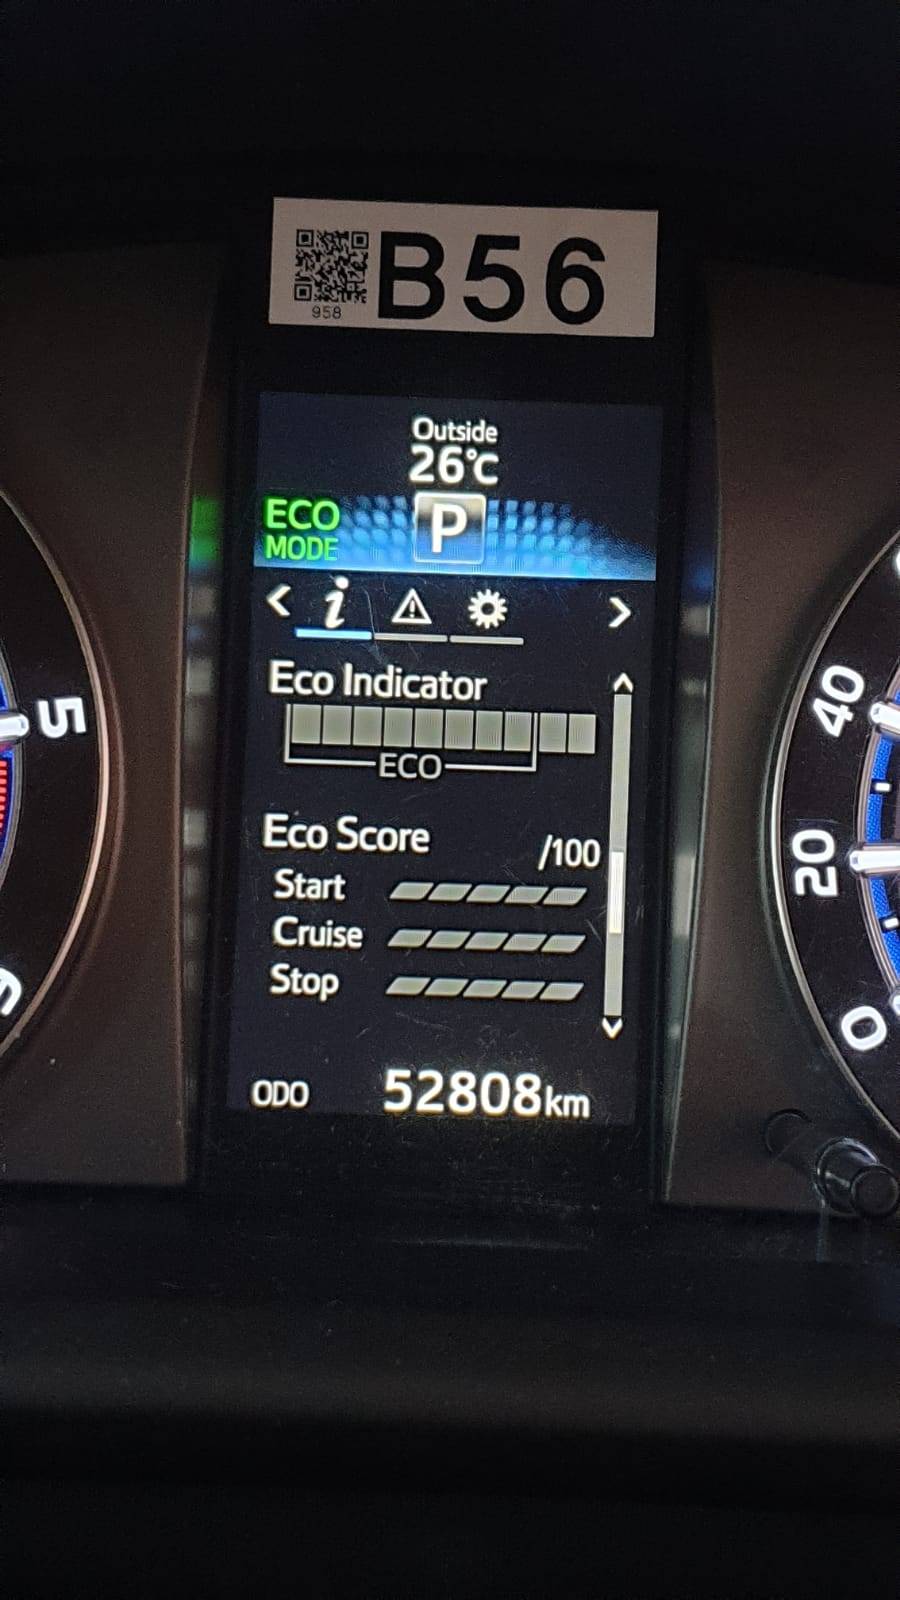 B56
958
Outside
26°C
ECO
MODE
P
Eco Indicator
ECO
Eco Score /100
Start
Cruise
Stop
ODO 52808km
5
40
20
0